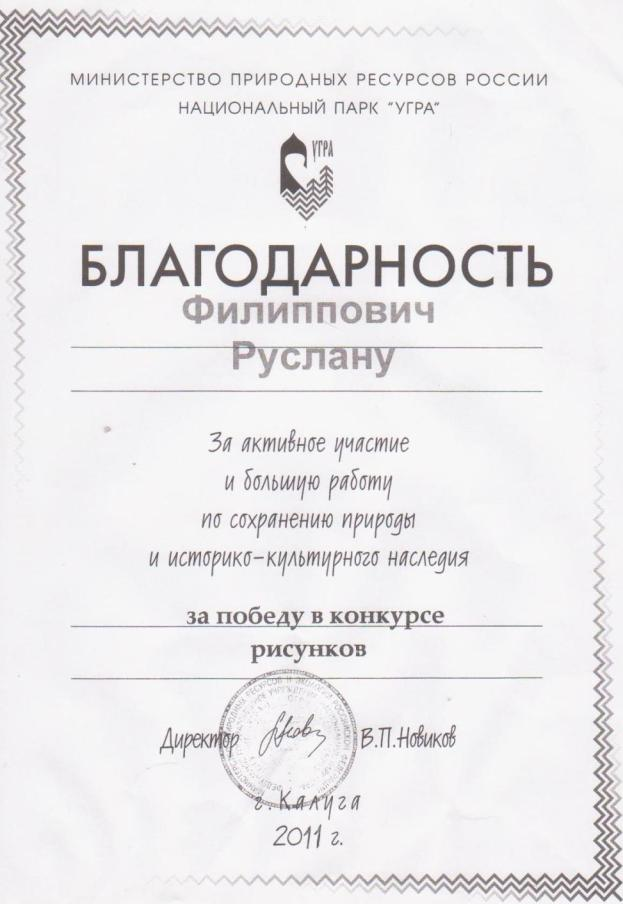 МИНИСТЕРСТВО ПРИРОДНЫХ РЕСУРСОВ РОССИИ
НАЦИОНАЛЬНЫЙ ПАРК "УГРА"
УГРА
БЛАГОДАРНОСТЬ
Филиппович
Руслану
За активное участие
и большую работу
по сохранению природы
и историко-культурного наследия
за победу в конкурсе
рисунков
Директор В.П.Новиков
г. Калуга
2011 г.